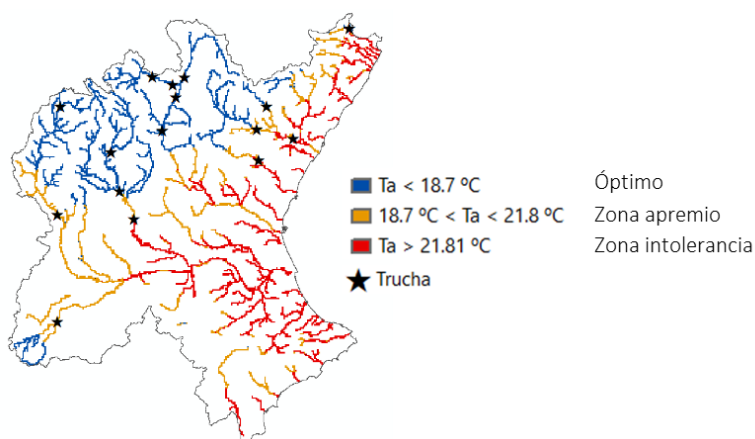 Ta < 18.7 ºC Óptimo
18.7 ºC < Ta < 21.8 ºC Zona apremio
Ta > 21.81 ºC Zona intolerancia
Trucha